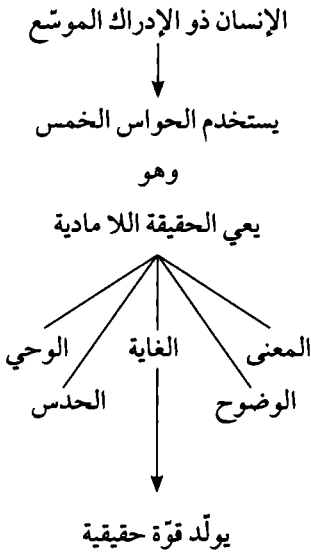 الإنسان ذو الإدراك الموسّع
يستخدم الحواس الخمس
وهو
يعي الحقيقة اللا مادية
المعنى الغاية الوحي
الوضوح الحدس
يولّد قوّة حقيقية